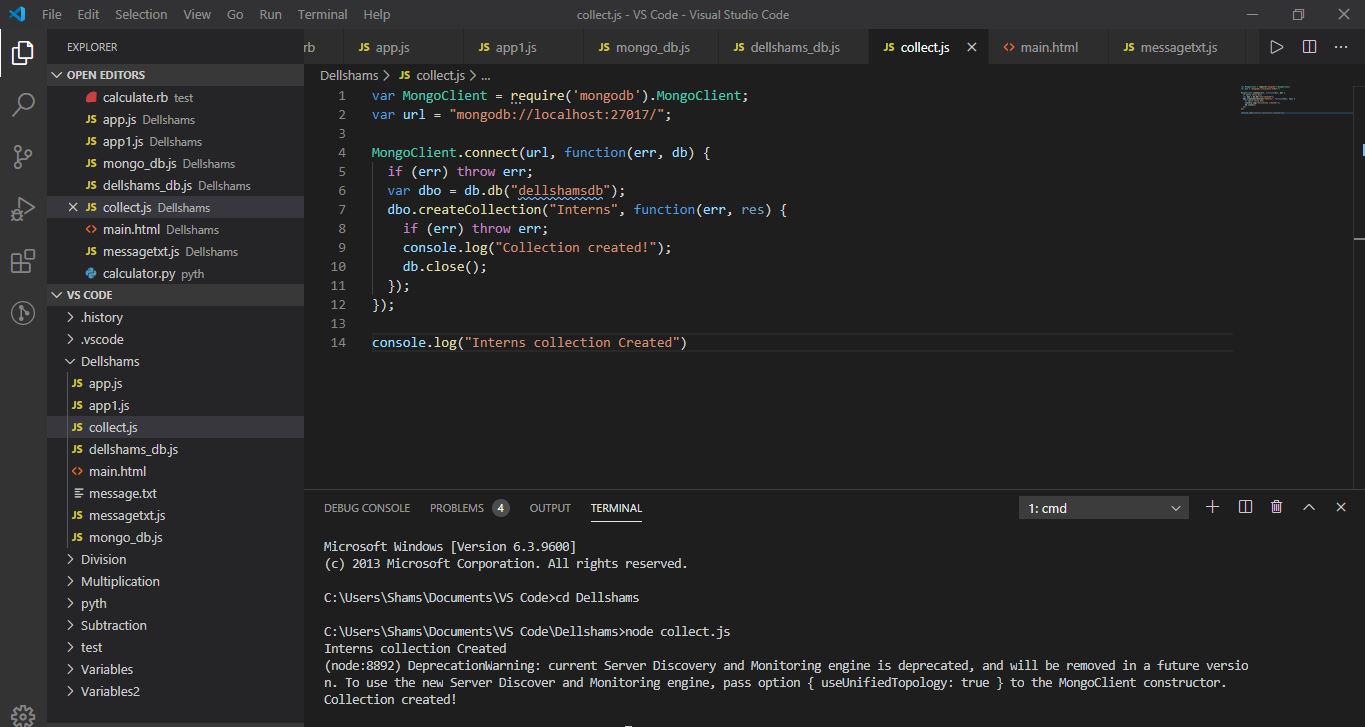 File Edit Selection VS Code View Go Run Terminal Help
collect.js - VS Code - Visual Studio Code
EXPLORER
OPEN EDITORS
calculate.rb test
JS app.js Dellshams
JS app1.js Dellshams
JS mongo_db.js Dellshams
JS dellshams_db.js Dellshams
JS collect.js Dellshams
<> main.html Dellshams
JS messagetxt.js Dellshams
calculator.py pyth
VS CODE
.history
.vscode
Dellshams
JS app.js
JS app1.js
JS collect.js
JS dellshams_db.js
<> main.html
message.txt
JS messagetxt.js
JS mongo_db.js
Division
Multiplication
pyth
Subtraction
test
Variables
Variables2
rb JS app.js JS app1.js JS mongo_db.js JS dellshams_db.js JS collect.js <> main.html JS messagetxt.js
Dellshams > JS collect.js > ...
1 var MongoClient = require('mongodb').MongoClient;
2 var url = "mongodb://localhost:27017/";
3
4 MongoClient.connect(url, function(err, db) {
5 if (err) throw err;
6 var dbo = db.db("dellshamsdb");
7 dbo.createCollection("Interns", function(err, res) {
8 if (err) throw err;
9 console.log("Collection created!");
10 db.close();
11 });
12 });
13
14 console.log("Interns collection Created")
DEBUG CONSOLE PROBLEMS 4 OUTPUT TERMINAL
1: cmd
Microsoft Windows [Version 6.3.9600]
(c) 2013 Microsoft Corporation. All rights reserved.
C:\Users\Shams\Documents\VS Code>cd Dellshams
C:\Users\Shams\Documents\VS Code\Dellshams>node collect.js
Interns collection Created
(node:8892) DeprecationWarning: current Server Discovery and Monitoring engine is deprecated, and will be removed in a future versio
n. To use the new Server Discover and Monitoring engine, pass option { useUnifiedTopology: true } to the MongoClient constructor.
Collection created!